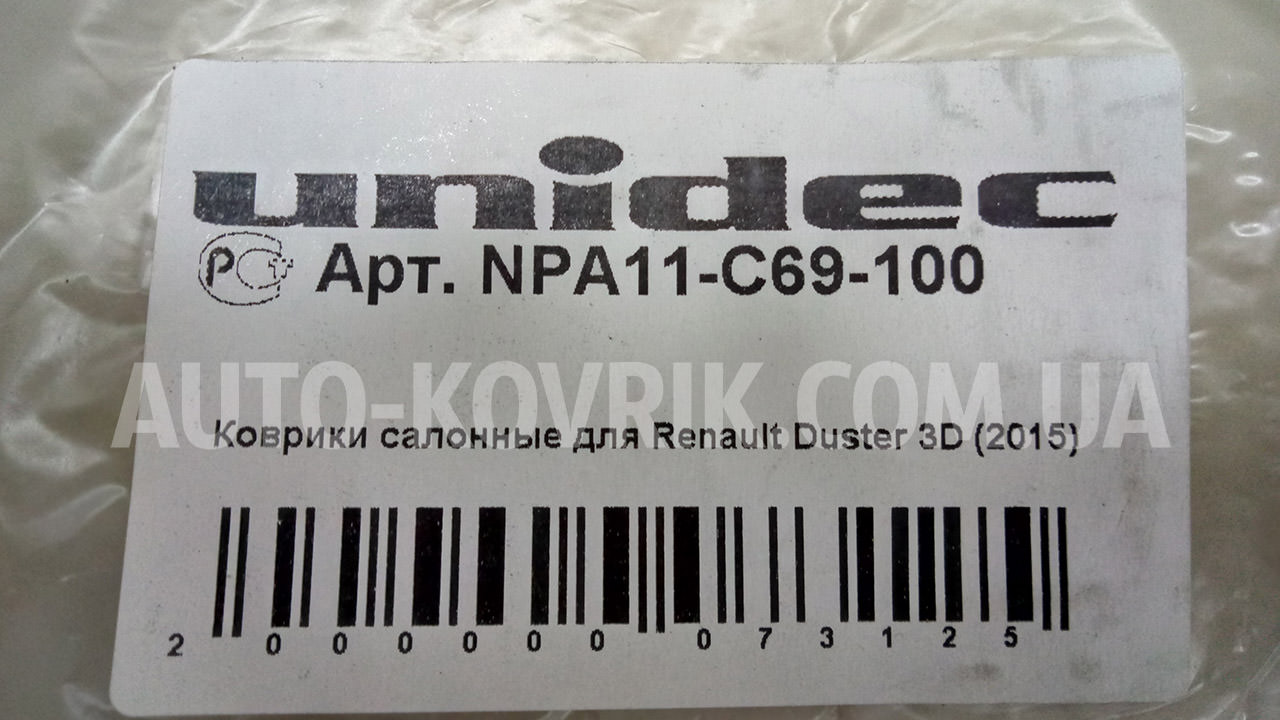 unidec
РСТ Арт. NPA11-C69-100
AUTO-KOVRIK.COM.UA
Коврики салонные для Renault Duster 3D (2015)
2 000000 073125